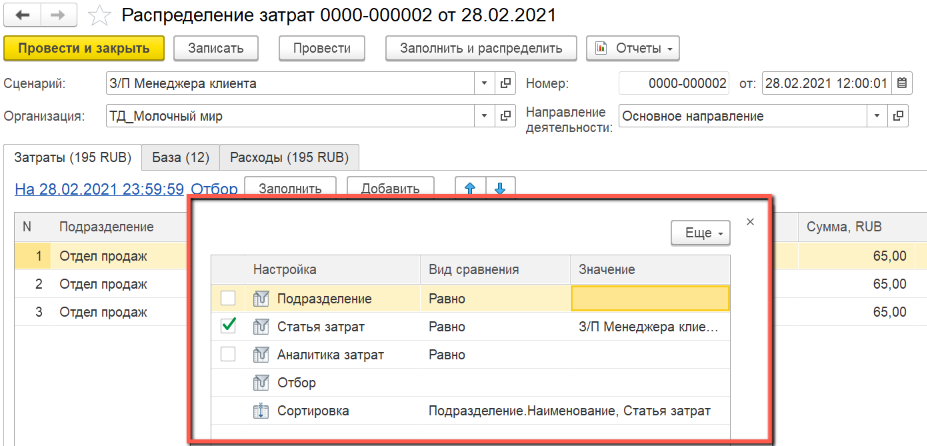 Распределение затрат 0000-000002 от 28.02.2021
Провести и закрыть Записать Провести Заполнить и распределить Отчеты
Сценарий: З/П Менеджера клиента Номер: 0000-000002 от: 28.02.2021 12:00:01
Организация: ТД_Молочный мир Направление деятельности: Основное направление
Затраты (195 RUB) База (12) Расходы (195 RUB)
На 28.02.2021 23:59:59 Отбор Заполнить Добавить
N Подразделение Сумма, RUB
1 Отдел продаж 65,00
2 Отдел продаж 65,00
3 Отдел продаж 65,00
Еще ×
Настройка Вид сравнения Значение
Подразделение Равно
Статья затрат Равно З/П Менеджера клие...
Аналитика затрат Равно
Отбор
Сортировка Подразделение.Наименование, Статья затрат